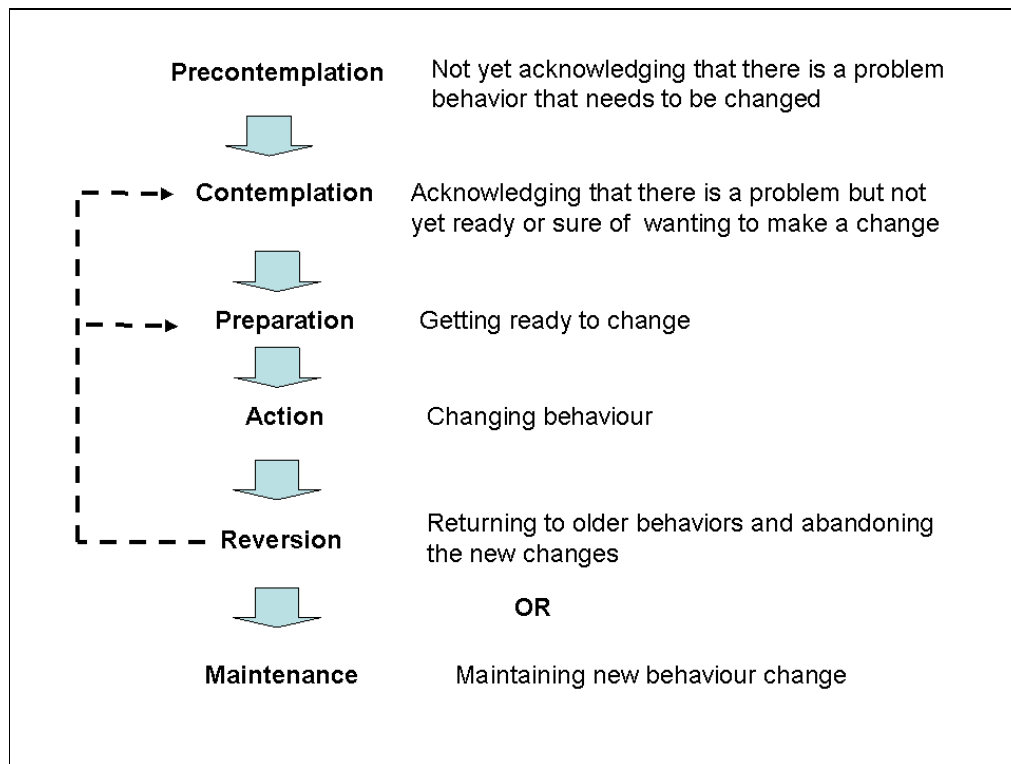 Precontemplation
Not yet acknowledging that there is a problem
behavior that needs to be changed
Contemplation
Acknowledging that there is a problem but not
yet ready or sure of  wanting to make a change
Preparation
Getting ready to change
Action
Changing behaviour
Reversion
Returning to older behaviors and abandoning
the new changes
OR
Maintenance
Maintaining new behaviour change